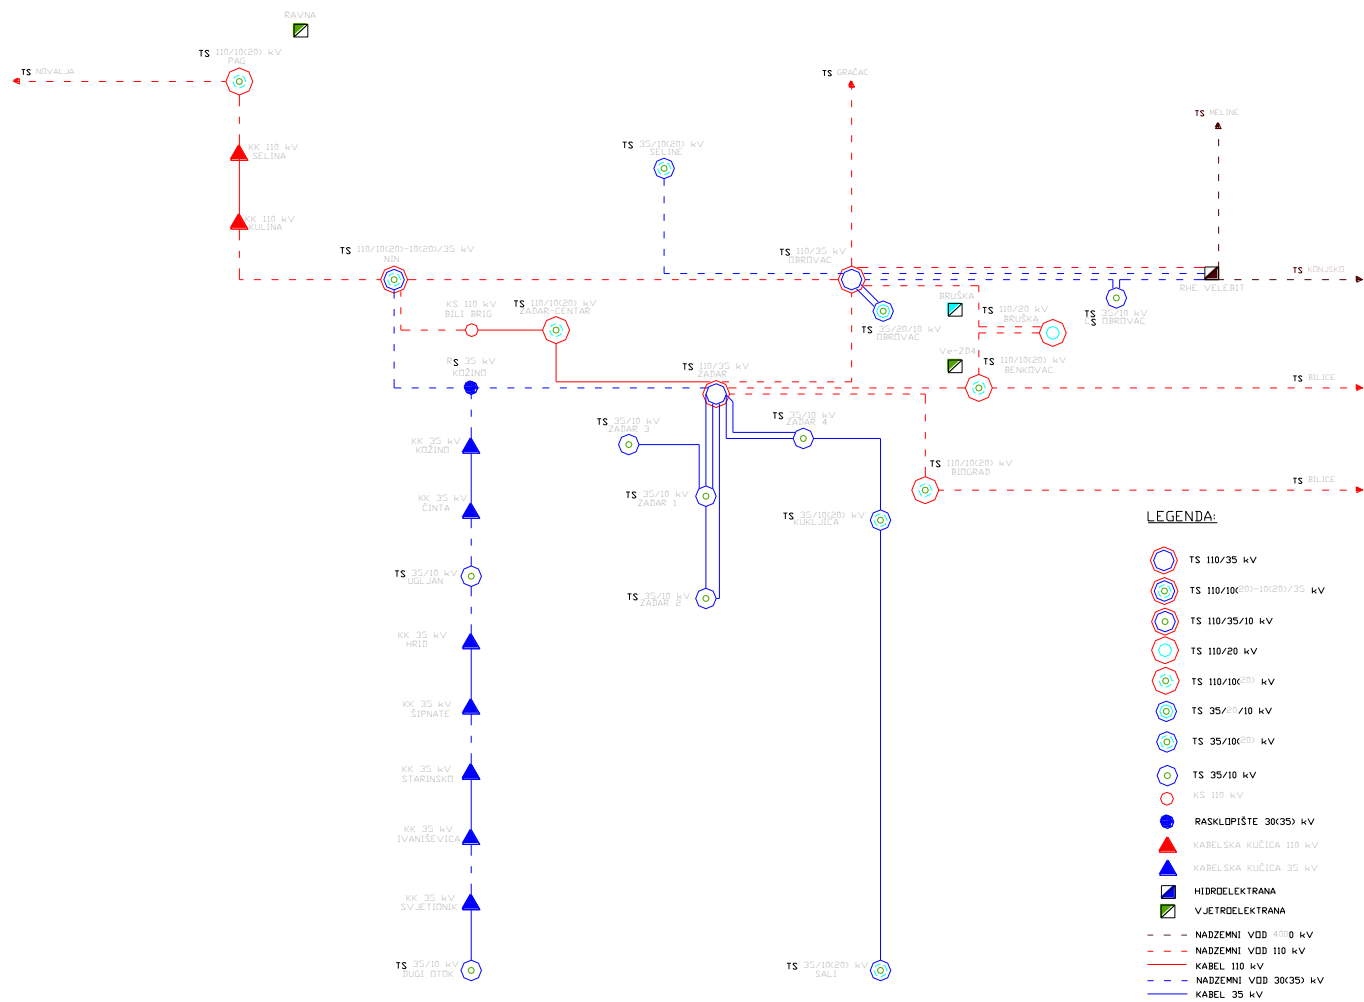 RAVNA
TS 110/10(20) kV
PAG
TS NOVALJA
TS GRAČAC
TS MELINE
KK 110 kV
SELINA
TS 35/10(20) kV
SELINE
KK 110 kV
KULINA
TS 110/10(20)-10(20)/35 kV
NIN
TS 110/35 kV
OBROVAC
TS KONJSKO
RHE VELEBIT
KS 110 kV
BILI BRIG
TS 110/10(20) kV
ZADAR-CENTAR
BRUŠKA
TS 110/20 kV
BRUŠKA
TS 35/10 kV
GS OBROVAC
TS 35/20/10 kV
OBROVAC
RS 35 kV
KOŽINO
TS 110/35 kV
ZADAR
Ve-ZD4
TS 110/10(20) kV
BENKOVAC
TS BILICE
TS 35/10 kV
ZADAR 3
TS 35/10 kV
ZADAR 4
KK 35 kV
KOŽINO
TS 110/10(20) kV
BIOGRAD
TS BILICE
KK 35 kV
ČINTA
TS 35/10 kV
ZADAR 1
TS 35/10(20) kV
KUKLJICA
TS 35/10 kV
UGLJAN
TS 35/10 kV
ZADAR 2
KK 35 kV
HRID
KK 35 kV
ŠIPNATE
KK 35 kV
STARINSKO
KK 35 kV
IVANIŠEVICA
KK 35 kV
SVJETIONIK
TS 35/10 kV
DUGI OTOK
TS 35/10(20) kV
SALI
LEGENDA:
TS 110/35 kV
TS 110/10(20)-10(20)/35 kV
TS 110/35/10 kV
TS 110/20 kV
TS 110/10(20) kV
TS 35/20/10 kV
TS 35/10(20) kV
TS 35/10 kV
KS 110 kV
RASKLOPIŠTE 30(35) kV
KABELSKA KUČICA 110 kV
KABELSKA KUČICA 35 kV
HIDROELEKTRANA
VJETROELEKTRANA
NADZEMNI VOD 4000 kV
NADZEMNI VOD 110 kV
KABEL 110 kV
NADZEMNI VOD 30(35) kV
KABEL 35 kV